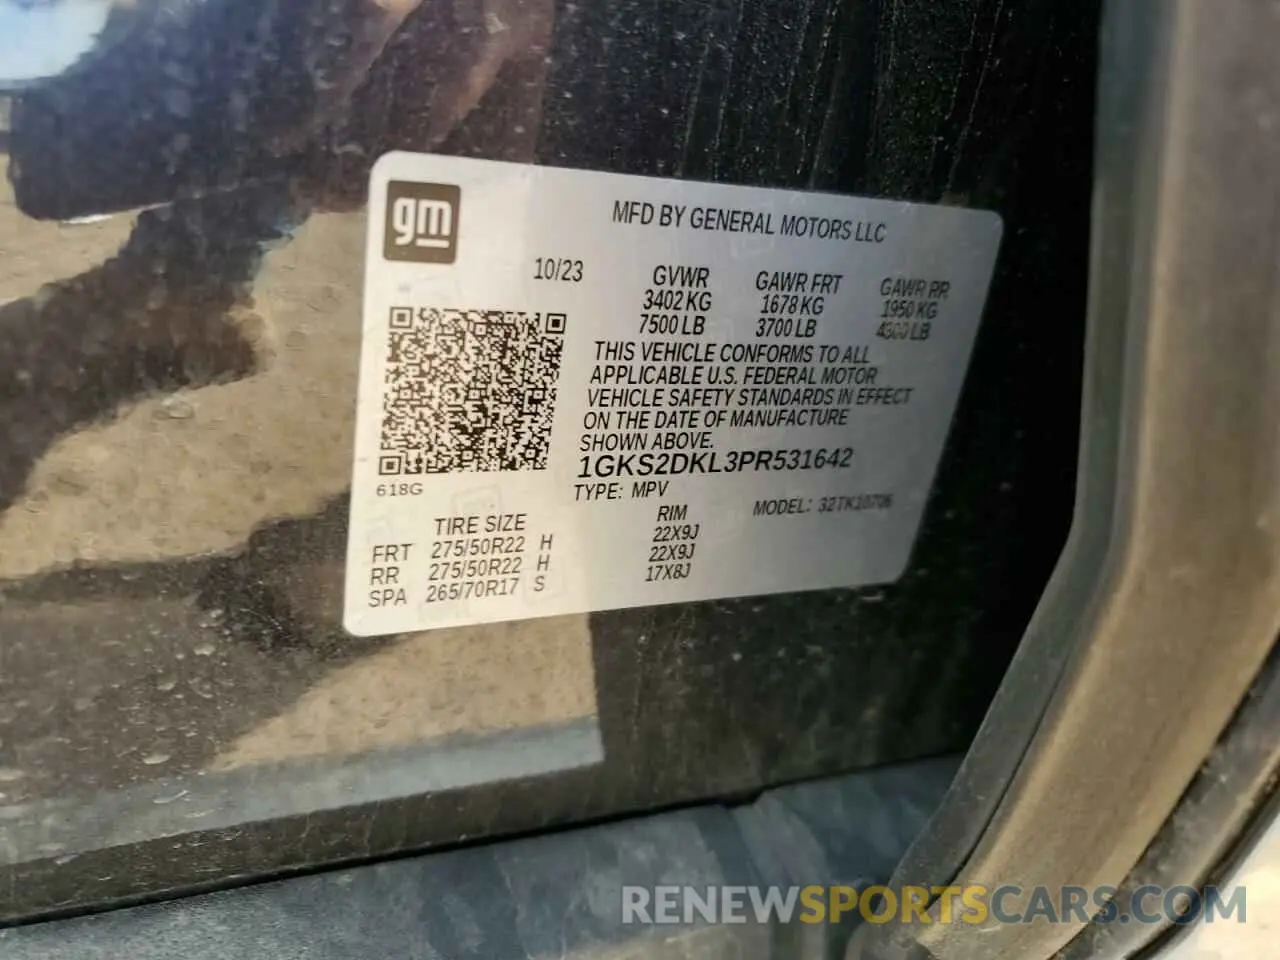 gm
MFD BY GENERAL MOTORS LLC
10/23
GVWR GAWR FRT GAWR RR
3402 KG 1678 KG 1950 KG
7500 LB 3700 LB 4300 LB
THIS VEHICLE CONFORMS TO ALL
APPLICABLE U.S. FEDERAL MOTOR
VEHICLE SAFETY STANDARDS IN EFFECT
ON THE DATE OF MANUFACTURE
SHOWN ABOVE.
1GKS2DKL3PR531642
618G
TYPE: MPV MODEL: 32TK10706
TIRE SIZE RIM
FRT 275/50R22 H 22X9J
RR 275/50R22 H 22X9J
SPA 265/70R17 S 17X8J
RENEWSPORTSCARS.COM